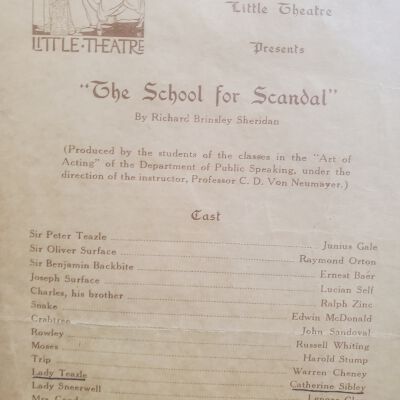 Little Theatre
LITTLE·THEATRE
Presents
"The School for Scandal"
By Richard Brinsley Sheridan
(Produced by the students of the classes in the "Art of
Acting" of the Department of Public Speaking, under the
direction of the instructor, Professor C. D. Von Neumayer.)
Cast
Sir Peter Teazle Junius Gale
Sir Oliver Surface Raymond Orton
Sir Benjamin Backbite Ernest Baer
Joseph Surface Lucian Self
Charles, his brother Ralph Zinc
Snake Edwin McDonald
Crabtree John Sandoval
Rowley Russell Whiting
Moses Harold Stump
Trip Warren Cheney
Lady Teazle Catherine Sibley
Lady Sneerwell Lenore
Mrs.